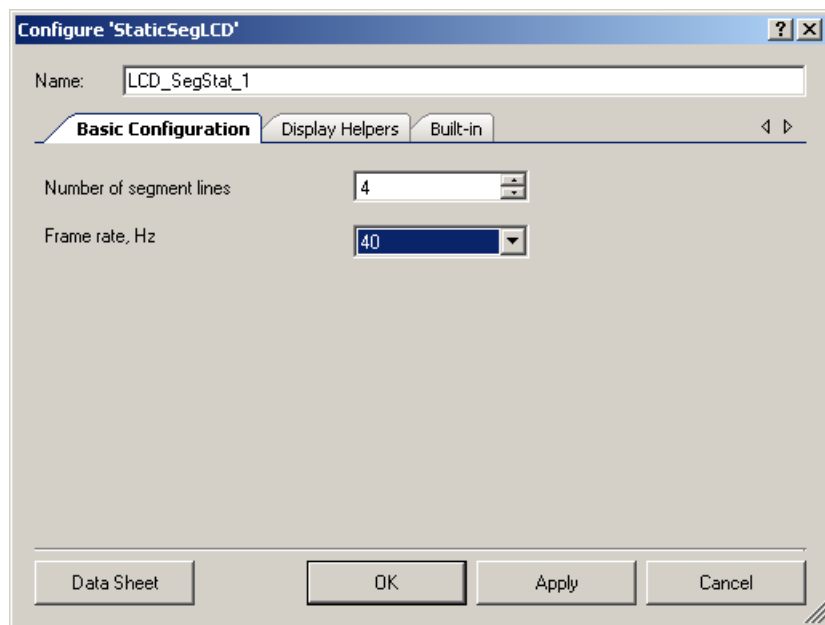 Configure 'StaticSegLCD'
Name: LCD_SegStat_1
Basic Configuration Display Helpers Built-in
Number of segment lines 4
Frame rate, Hz 40
Data Sheet OK Apply Cancel